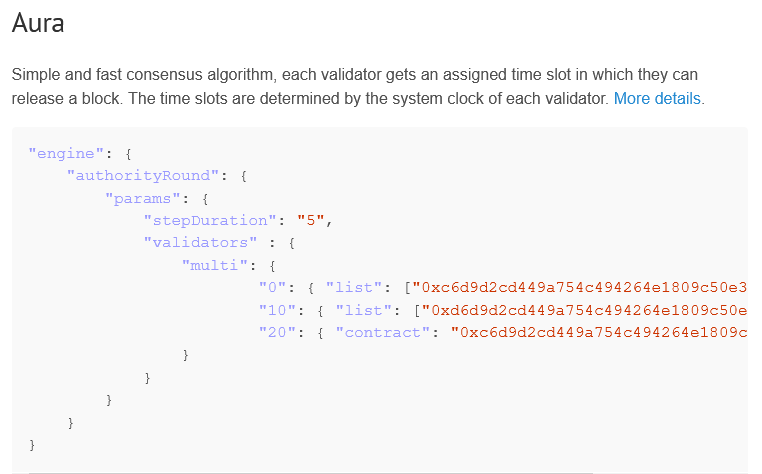 Aura
Simple and fast consensus algorithm, each validator gets an assigned time slot in which they can
release a block. The time slots are determined by the system clock of each validator. More details.
"engine": {
"authorityRound": {
"params": {
"stepDuration": "5",
"validators" : {
"multi": {
"0": { "list": ["0xc6d9d2cd449a754c494264e1809c50e3
"10": { "list": ["0xd6d9d2cd449a754c494264e1809c50e
"20": { "contract": "0xc6d9d2cd449a754c494264e1809c
}
}
}
}
}